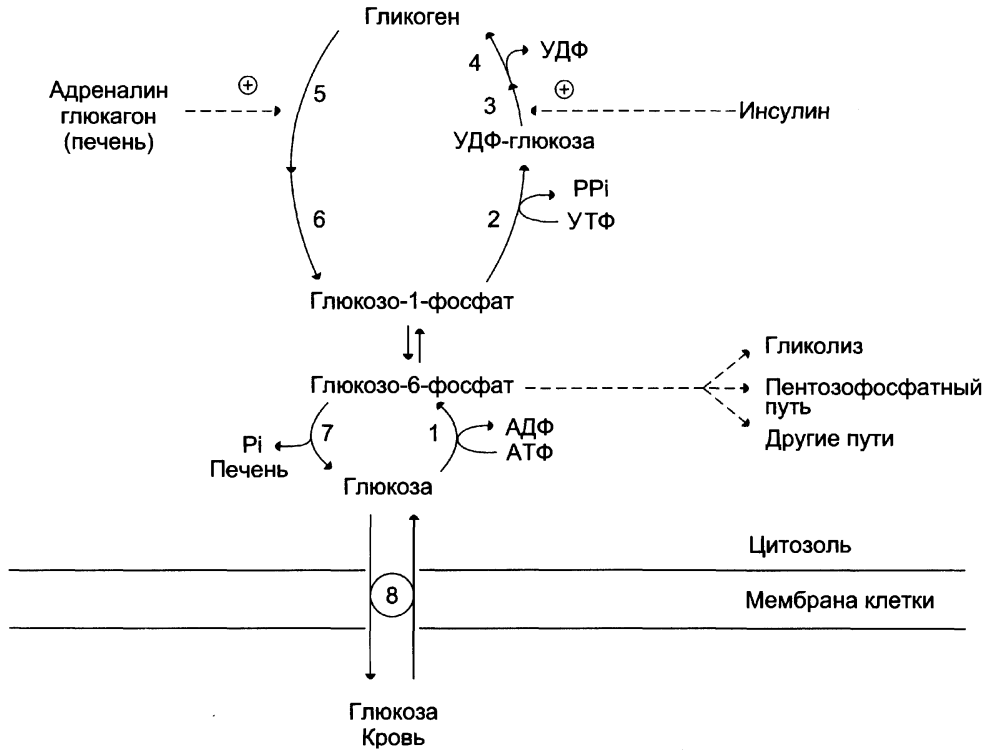 Гликоген
4
УДФ
Адреналин
глюкагон
(печень)
+
5
3
+
Инсулин
УДФ-глюкоза
PPi
УТФ
2
6
Глюкозо-1-фосфат
Глюкозо-6-фосфат
Гликолиз
Пентозофосфатный
путь
Другие пути
Pi
Печень
7
1
АДФ
АТФ
Глюкоза
Цитозоль
8
Мембрана клетки
Глюкоза
Кровь